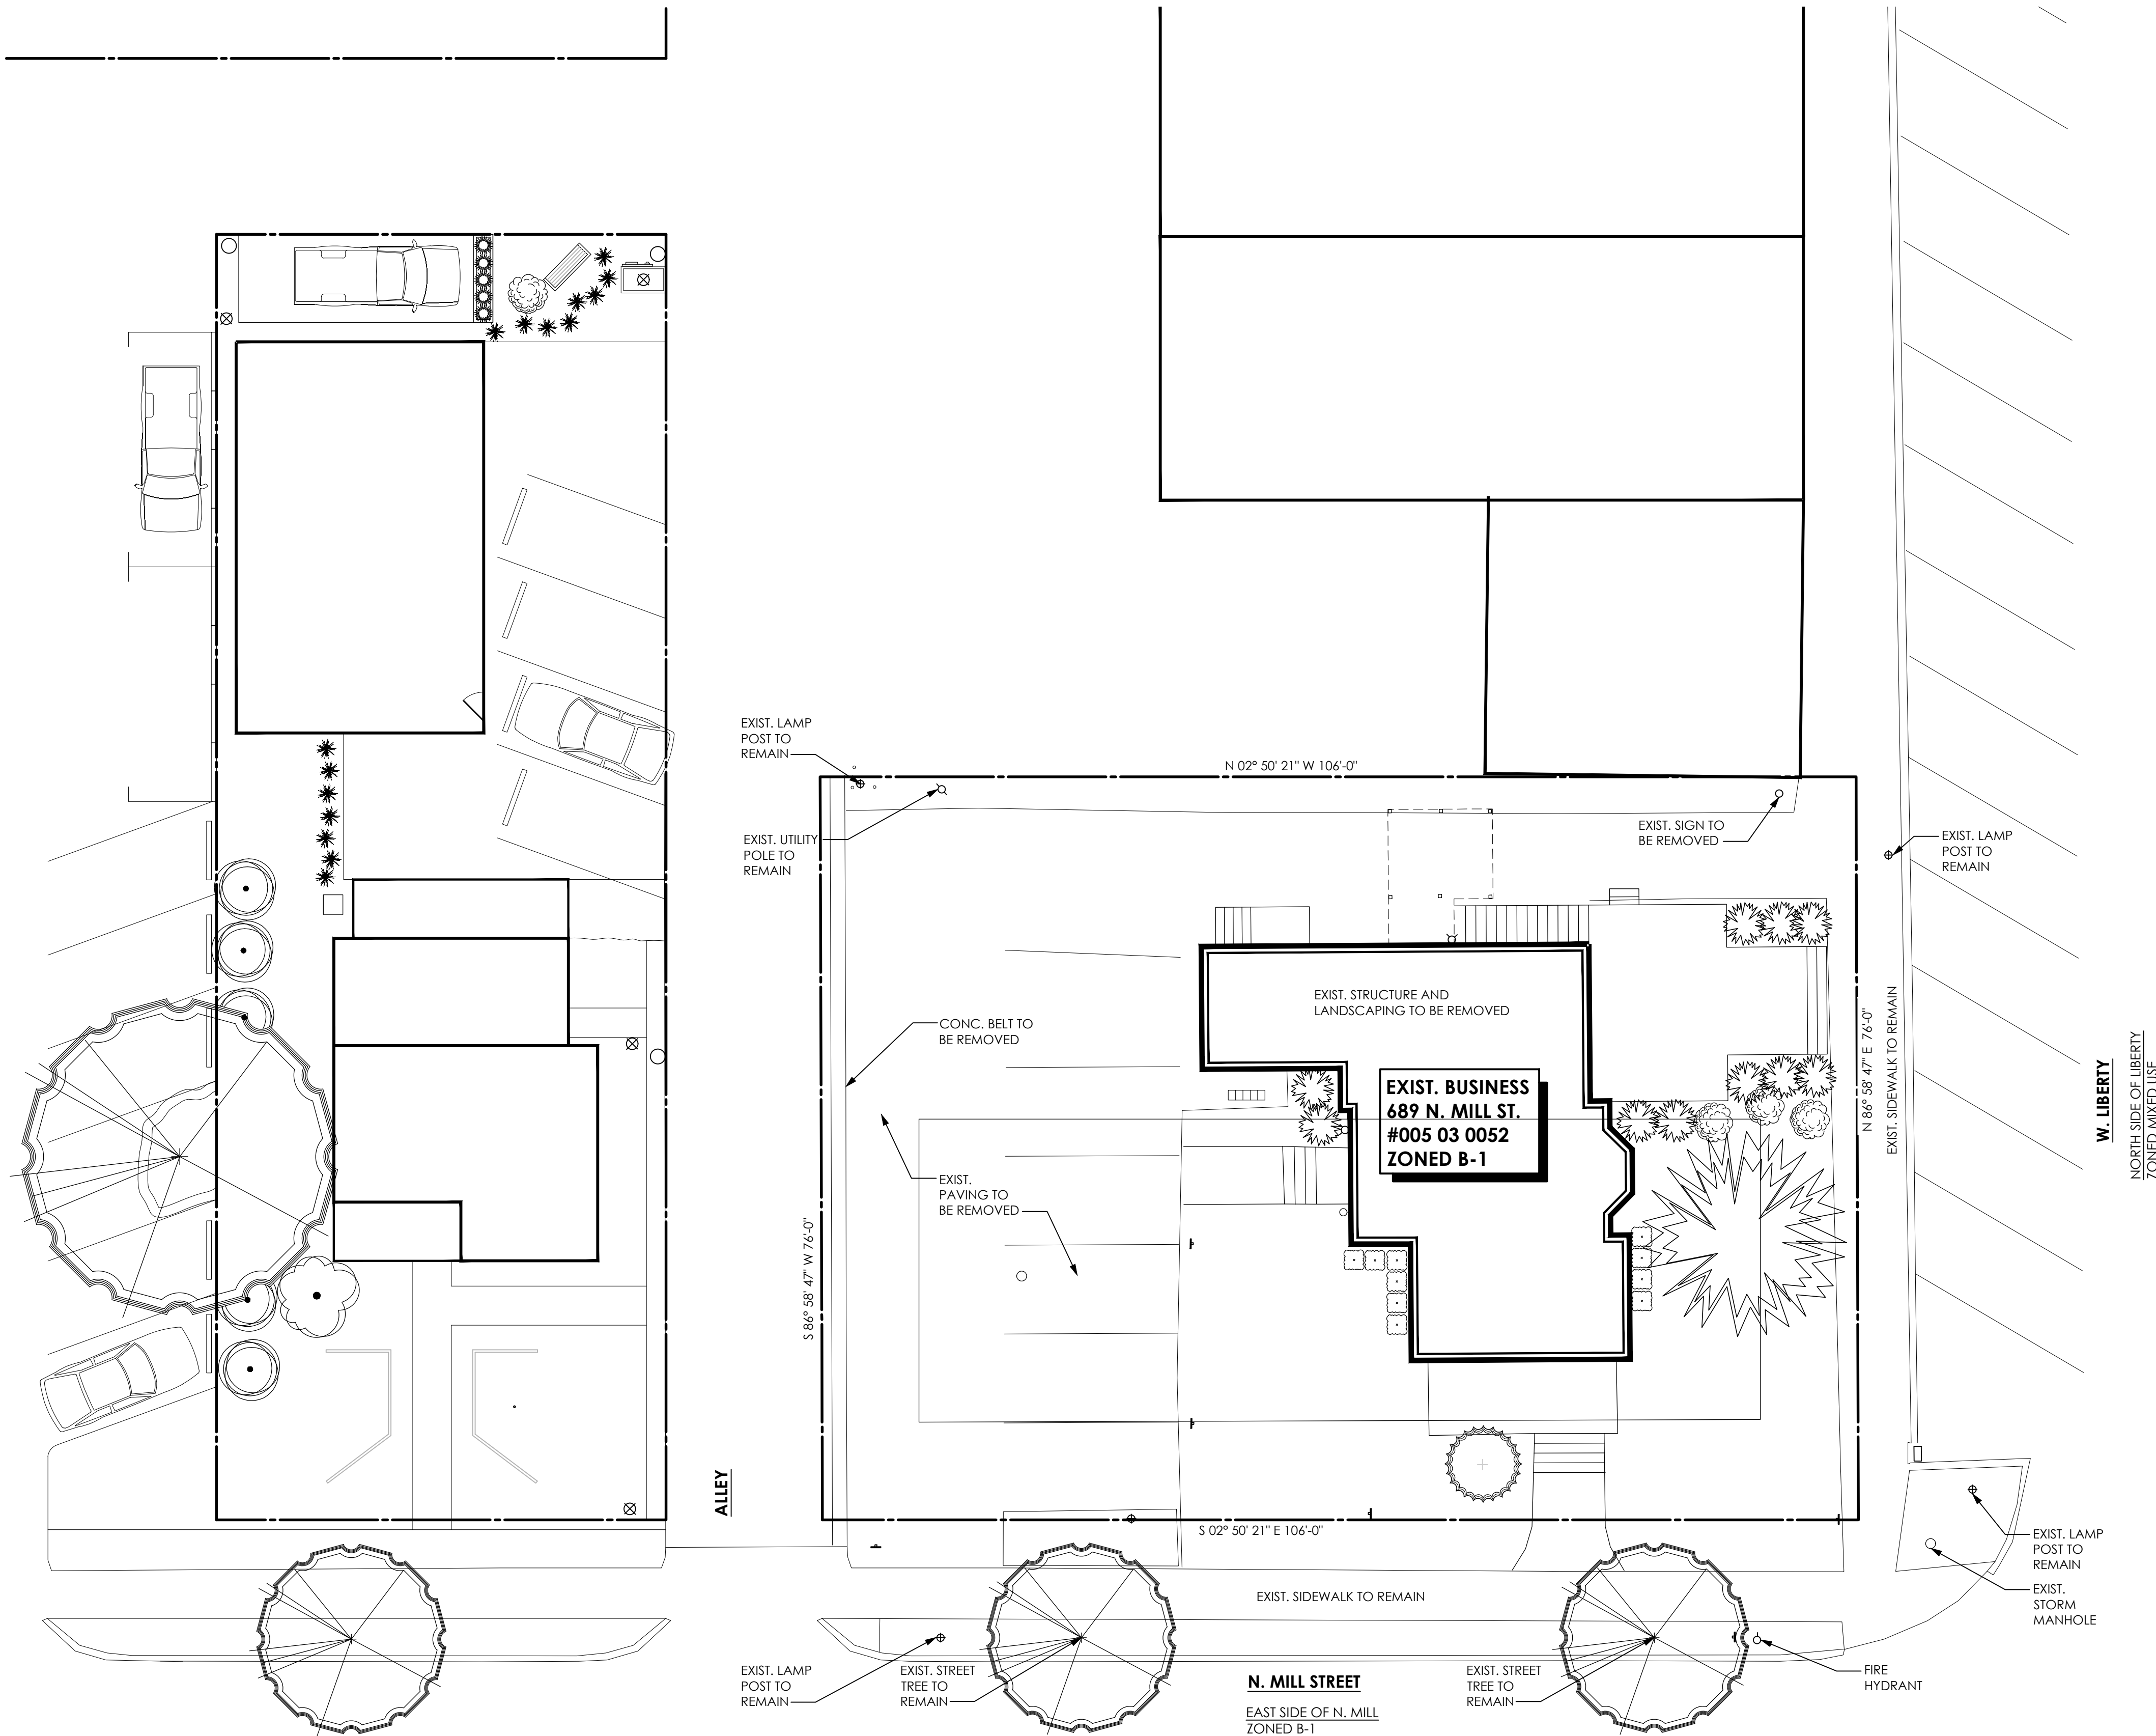 EXIST. LAMP
POST TO
REMAIN
N 02° 50' 21" W 106'-0"
EXIST. UTILITY
POLE TO
REMAIN
EXIST. SIGN TO
BE REMOVED
EXIST. LAMP
POST TO
REMAIN
EXIST. STRUCTURE AND
LANDSCAPING TO BE REMOVED
CONC. BELT TO
BE REMOVED
EXIST. BUSINESS
689 N. MILL ST.
#005 03 0052
ZONED B-1
N 86° 58' 47" E 76'-0"
EXIST. SIDEWALK TO REMAIN
W. LIBERTY
NORTH SIDE OF LIBERTY
ZONED MIXED USE
EXIST.
PAVING TO
BE REMOVED
S 86° 58' 47" W 76'-0"
ALLEY
S 02° 50' 21" E 106'-0"
EXIST. LAMP
POST TO
REMAIN
EXIST.
STORM
MANHOLE
EXIST. SIDEWALK TO REMAIN
EXIST. LAMP
POST TO
REMAIN
EXIST. STREET
TREE TO
REMAIN
N. MILL STREET
EAST SIDE OF N. MILL
ZONED B-1
EXIST. STREET
TREE TO
REMAIN
FIRE
HYDRANT